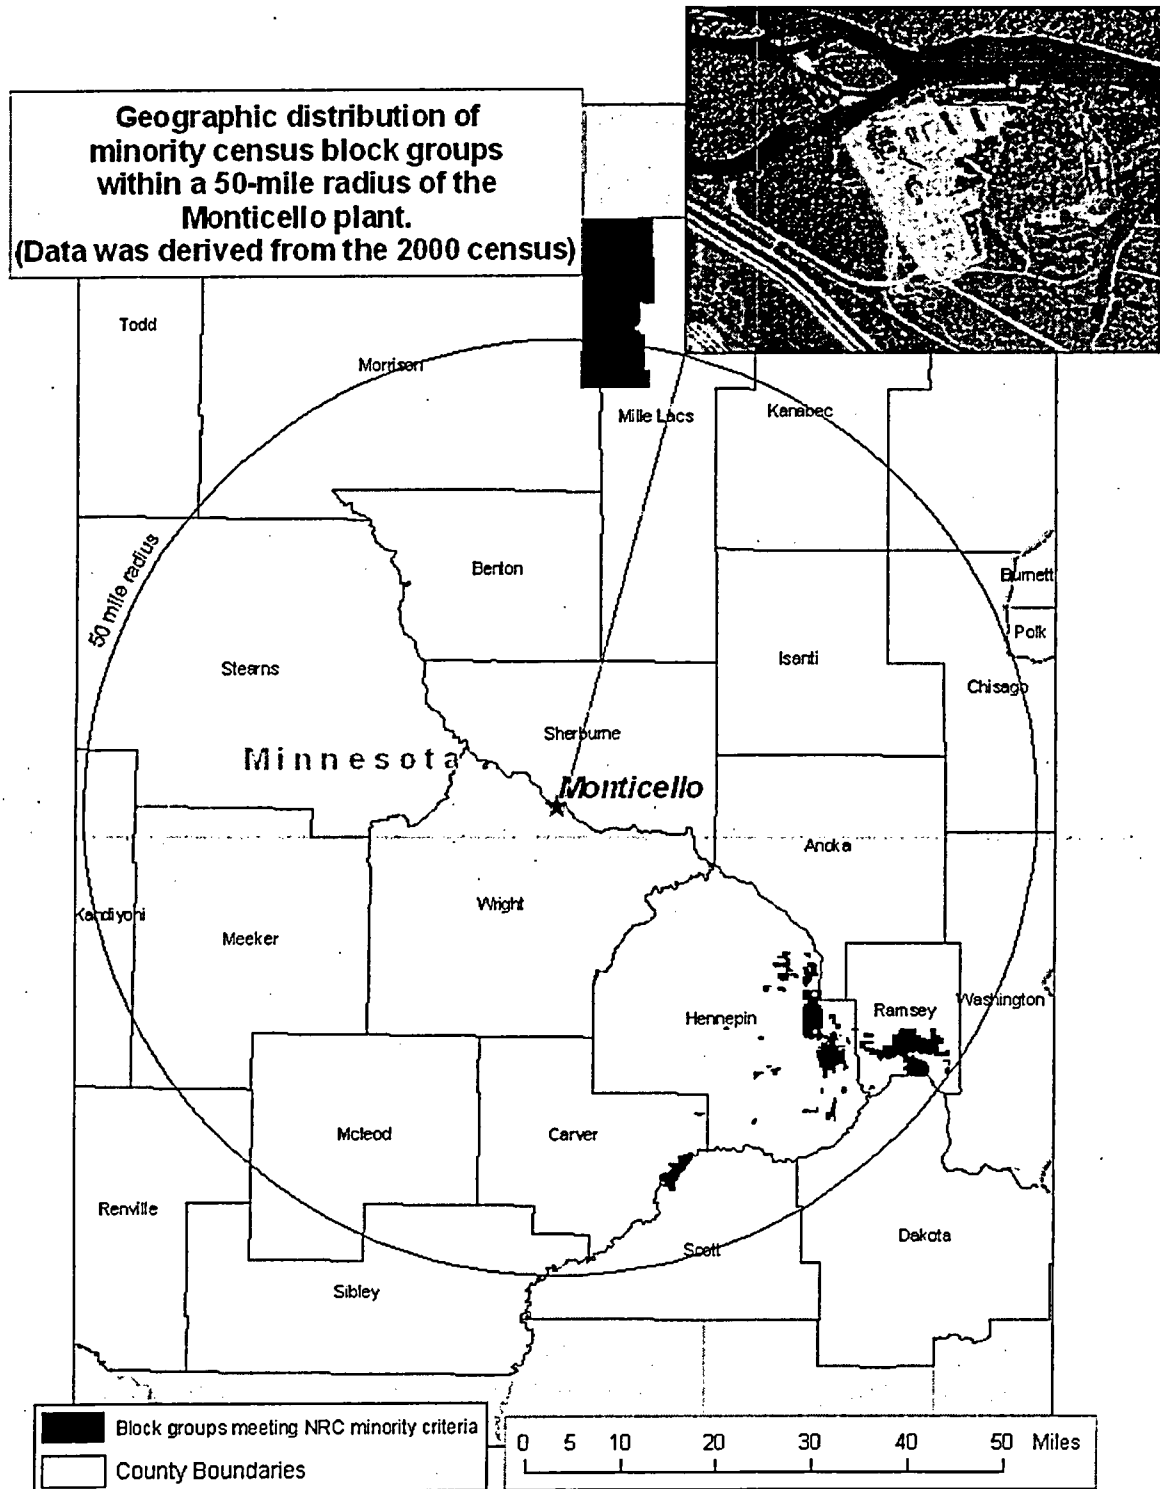 Geographic distribution of
minority census block groups
within a 50-mile radius of the
Monticello plant.
(Data was derived from the 2000 census)
Todd
Morrison
Mille Lacs
Kanabec
50 mile radius
Benton
Burnett
Polk
Stearns
Isanti
Chisago
Sherburne
Minnesota
Monticello
Anoka
Kandiyohi
Wright
Meeker
Hennepin
Ramsey
Washington
Mcleod
Carver
Renville
Scott
Dakota
Sibley
Block groups meeting NRC minority criteria
County Boundaries
0 5 10 20 30 40 50 Miles